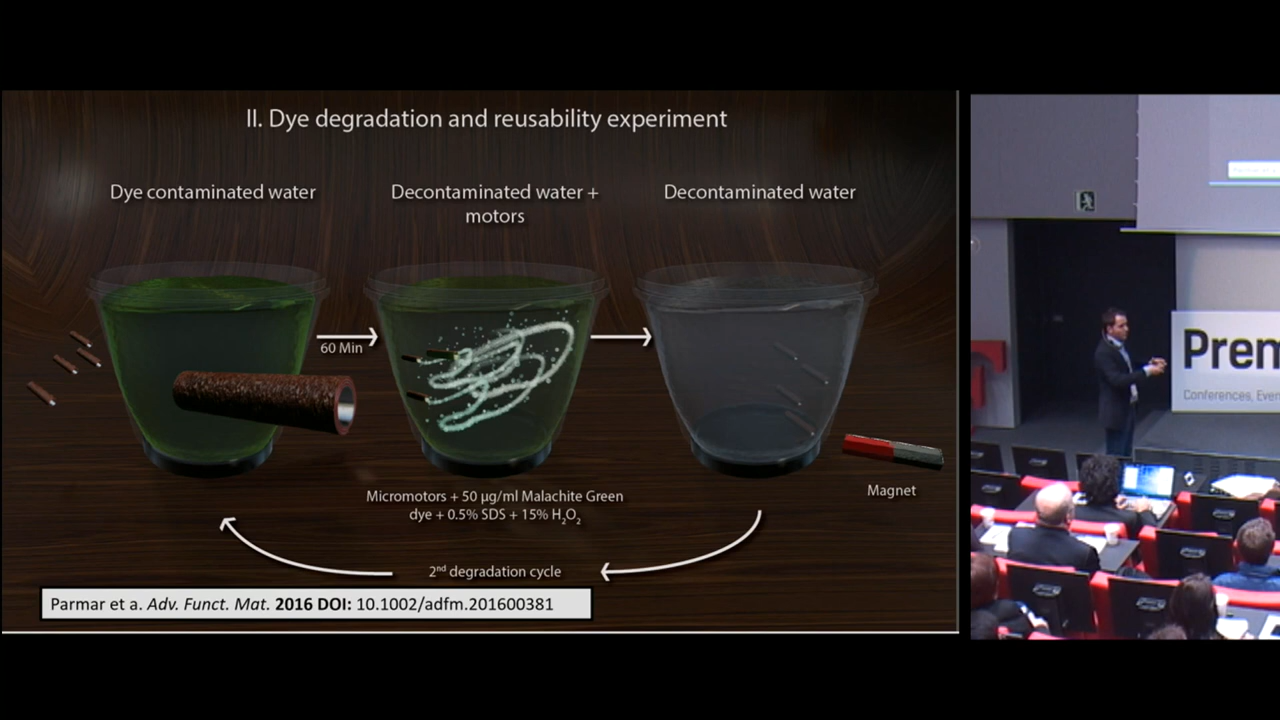 II. Dye degradation and reusability experiment
Dye contaminated water
Decontaminated water +
motors
Decontaminated water
60 Min
Magnet
Micromotors + 50 µg/ml Malachite Green
dye + 0.5% SDS + 15% H₂O₂
2nd degradation cycle
Parmar et a. Adv. Funct. Mat. 2016 DOI: 10.1002/adfm.201600381
Prem
Conferences, Even